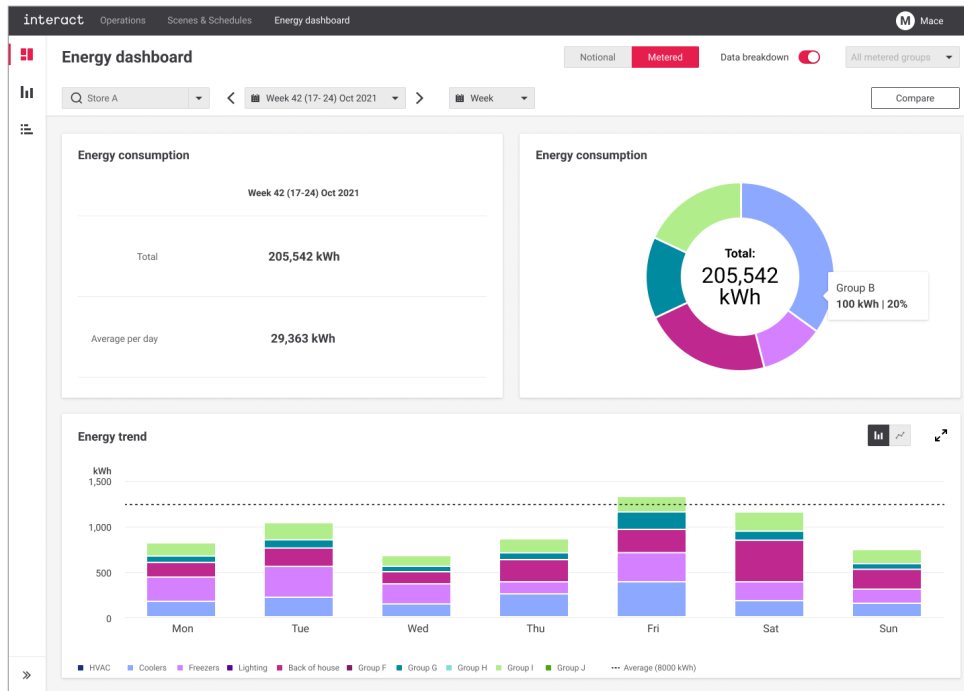 interact Operations Scenes & Schedules Energy dashboard M Mace
Energy dashboard Notional Metered Data breakdown All metered groups
Store A Week 42 (17- 24) Oct 2021 Week Compare
Energy consumption
Week 42 (17-24) Oct 2021
Total 205,542 kWh
Average per day 29,363 kWh
Energy consumption
Total:
205,542
kWh
Group B
100 kWh | 20%
Energy trend
kWh
1,500
1,000
500
0
Mon Tue Wed Thu Fri Sat Sun
HVAC Coolers Freezers Lighting Back of house Group F Group G Group H Group I Group J Average (8000 kWh)